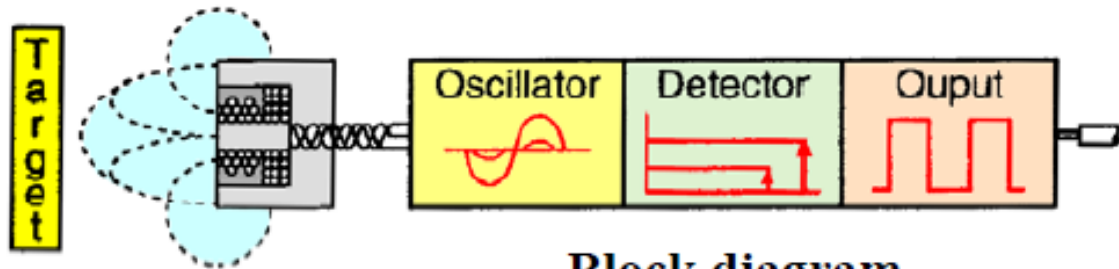 Target
Oscillator
Detector
Ouput
Block diagram